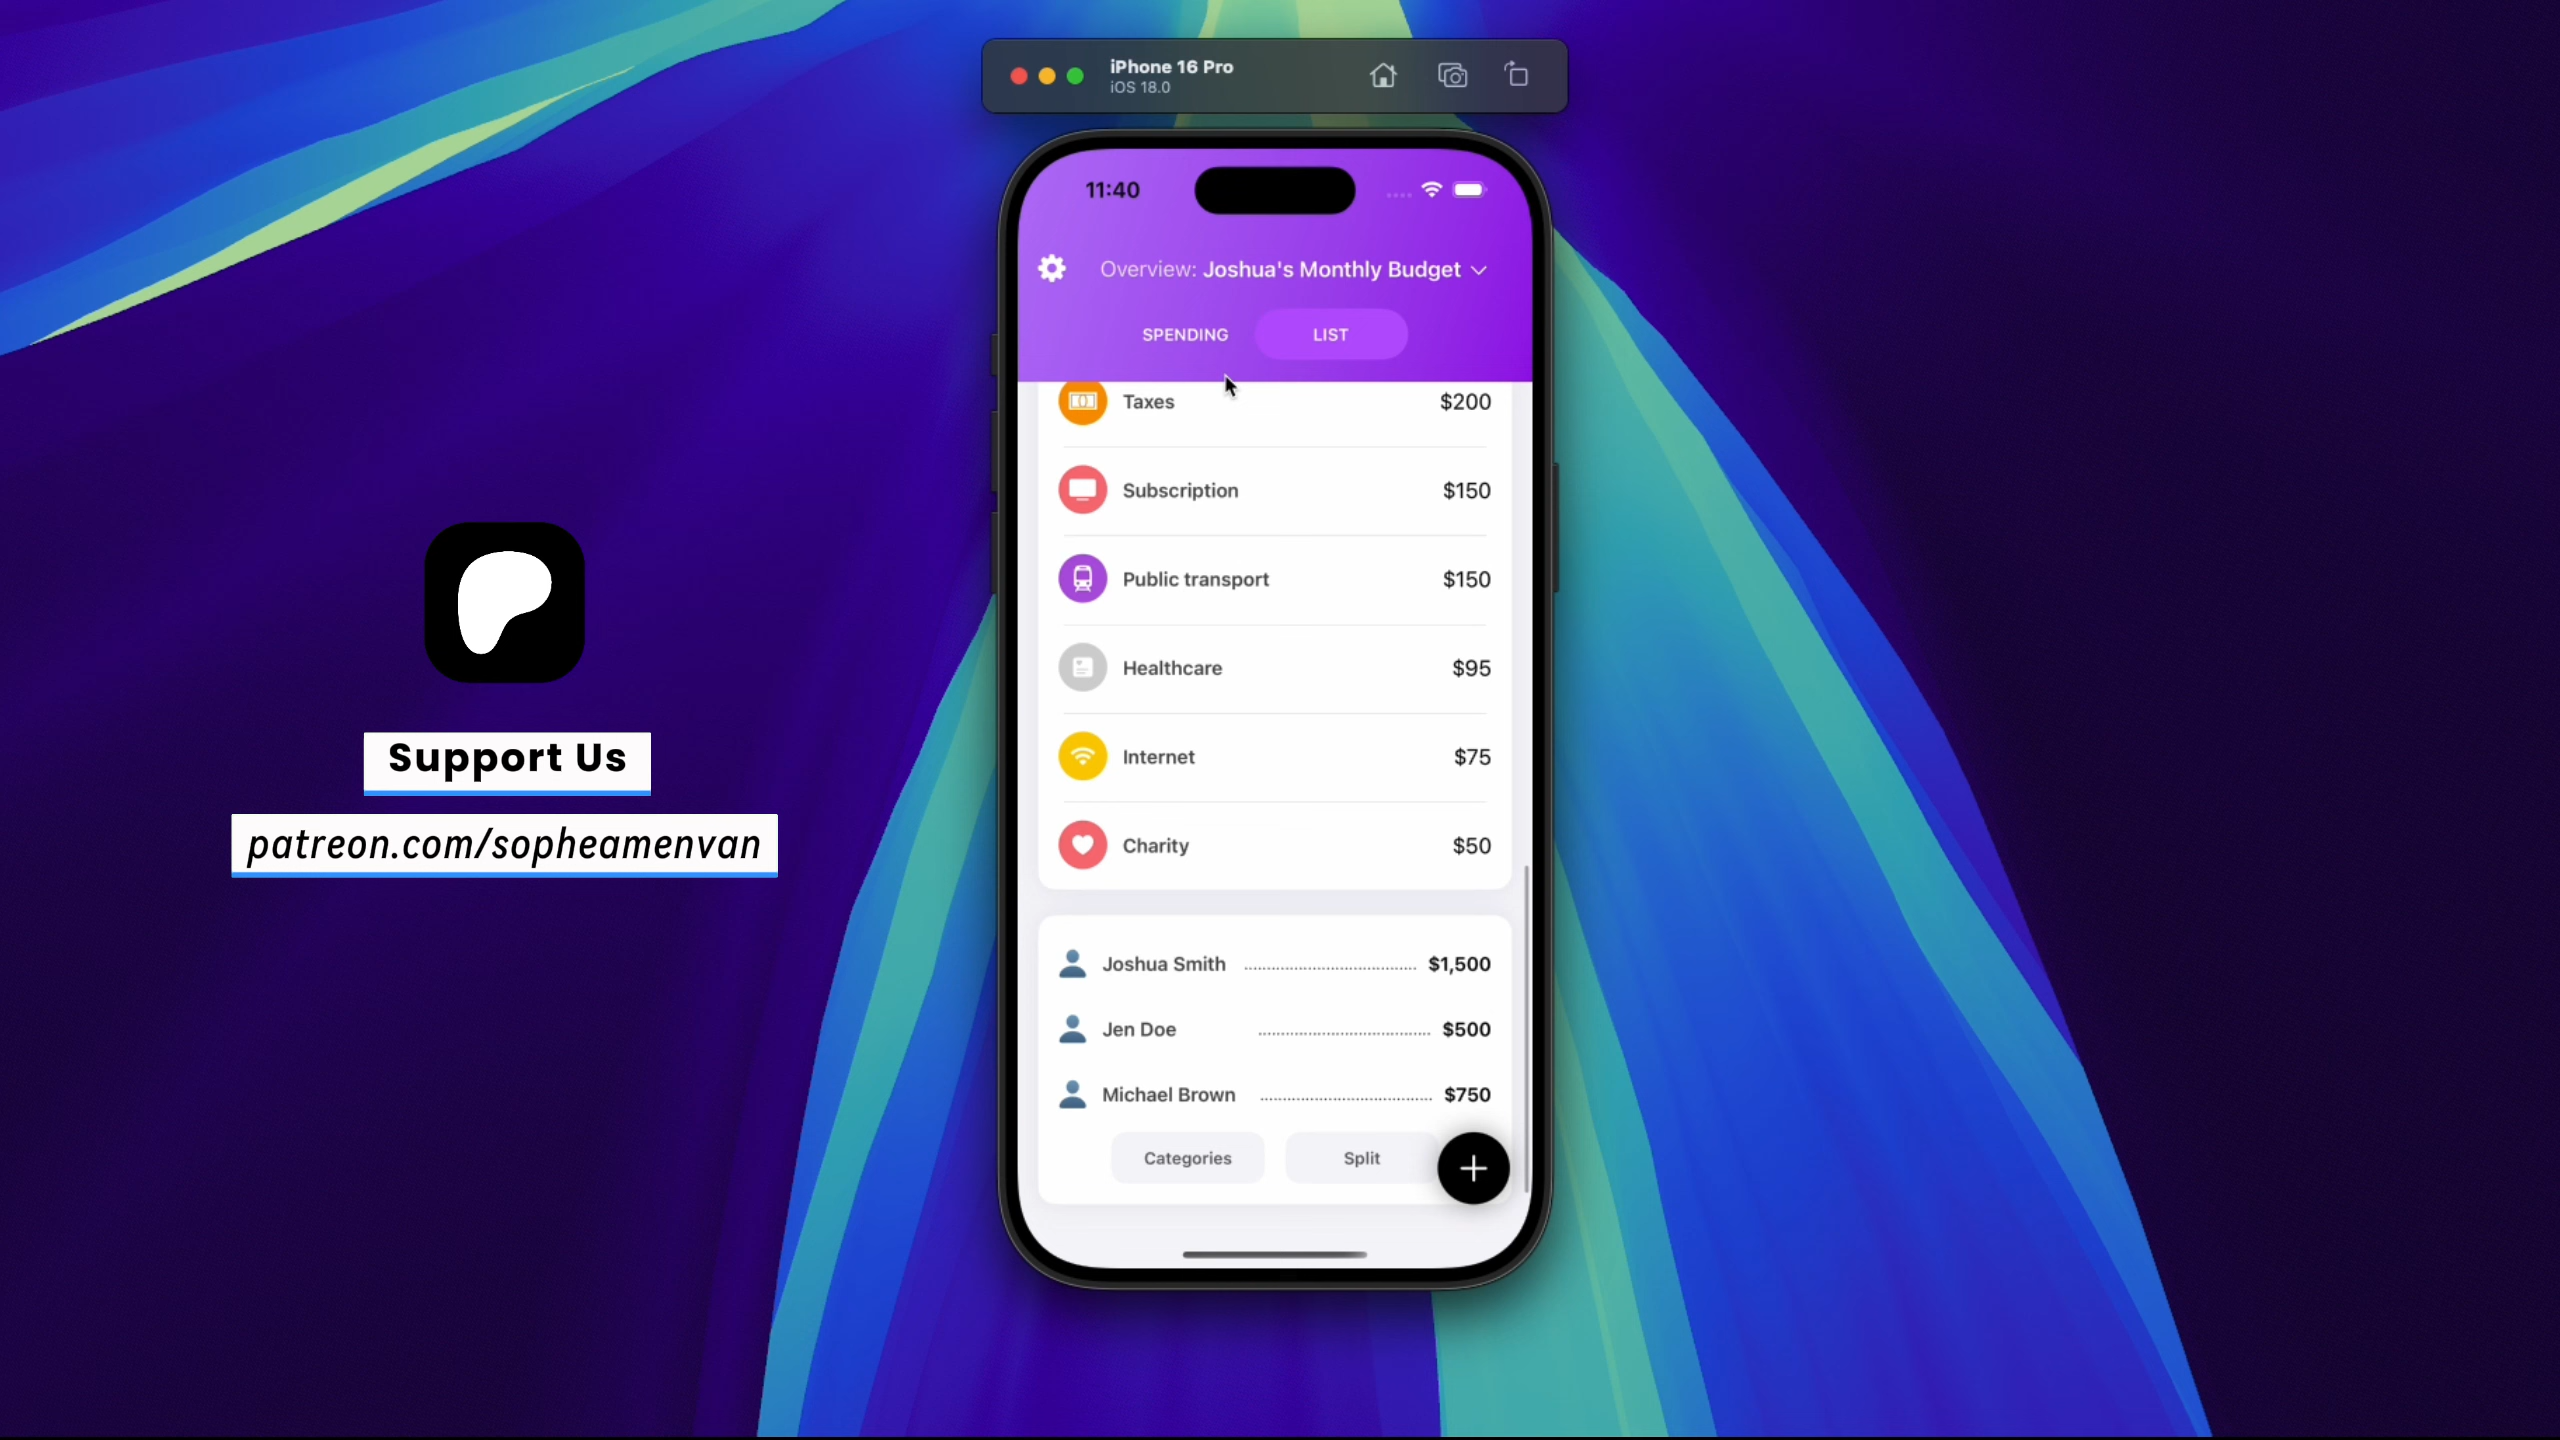 iPhone 16 Pro
iOS 18.0
11:40
Overview: Joshua's Monthly Budget
SPENDING LIST
Taxes $200
Subscription $150
Public transport $150
Healthcare $95
Internet $75
Charity $50
Joshua Smith $1,500
Jen Doe $500
Michael Brown $750
Categories Split
Support Us
patreon.com/sopheamenvan